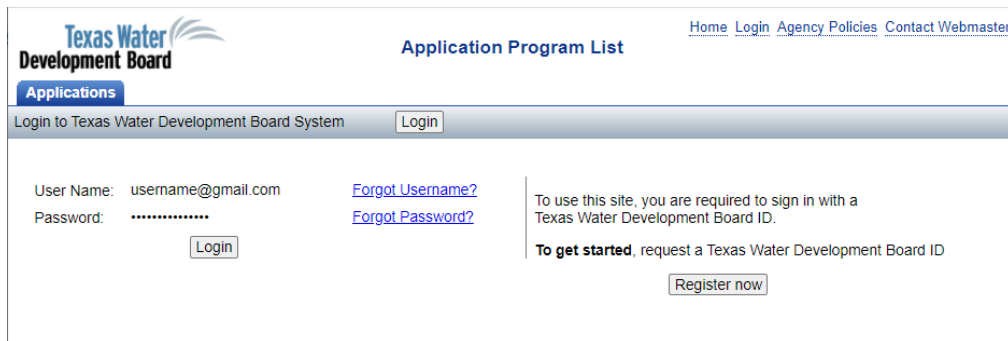 Texas Water
Development Board
Application Program List
Home Login Agency Policies Contact Webmaster
Applications
Login to Texas Water Development Board System Login
User Name: username@gmail.com Forgot Username?
Password: ••••••••••••••• Forgot Password?
Login
To use this site, you are required to sign in with a
Texas Water Development Board ID.
To get started, request a Texas Water Development Board ID
Register now